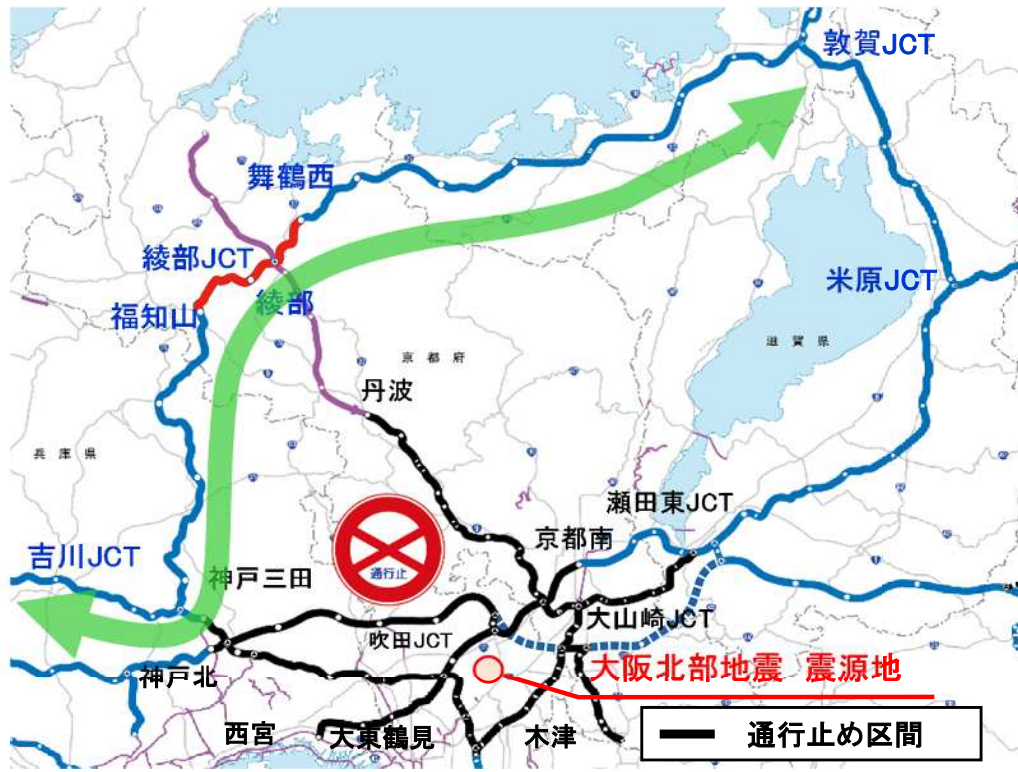 敦賀JCT
舞鶴西
綾部JCT
綾部
福知山
米原JCT
滋賀県
京都府
丹波
兵庫県
瀬田東JCT
京都南
吉川JCT
神戸三田
通行止
大山崎JCT
吹田JCT
大阪北部地震 震源地
神戸北
西宮
大東鶴見
木津
通行止め区間